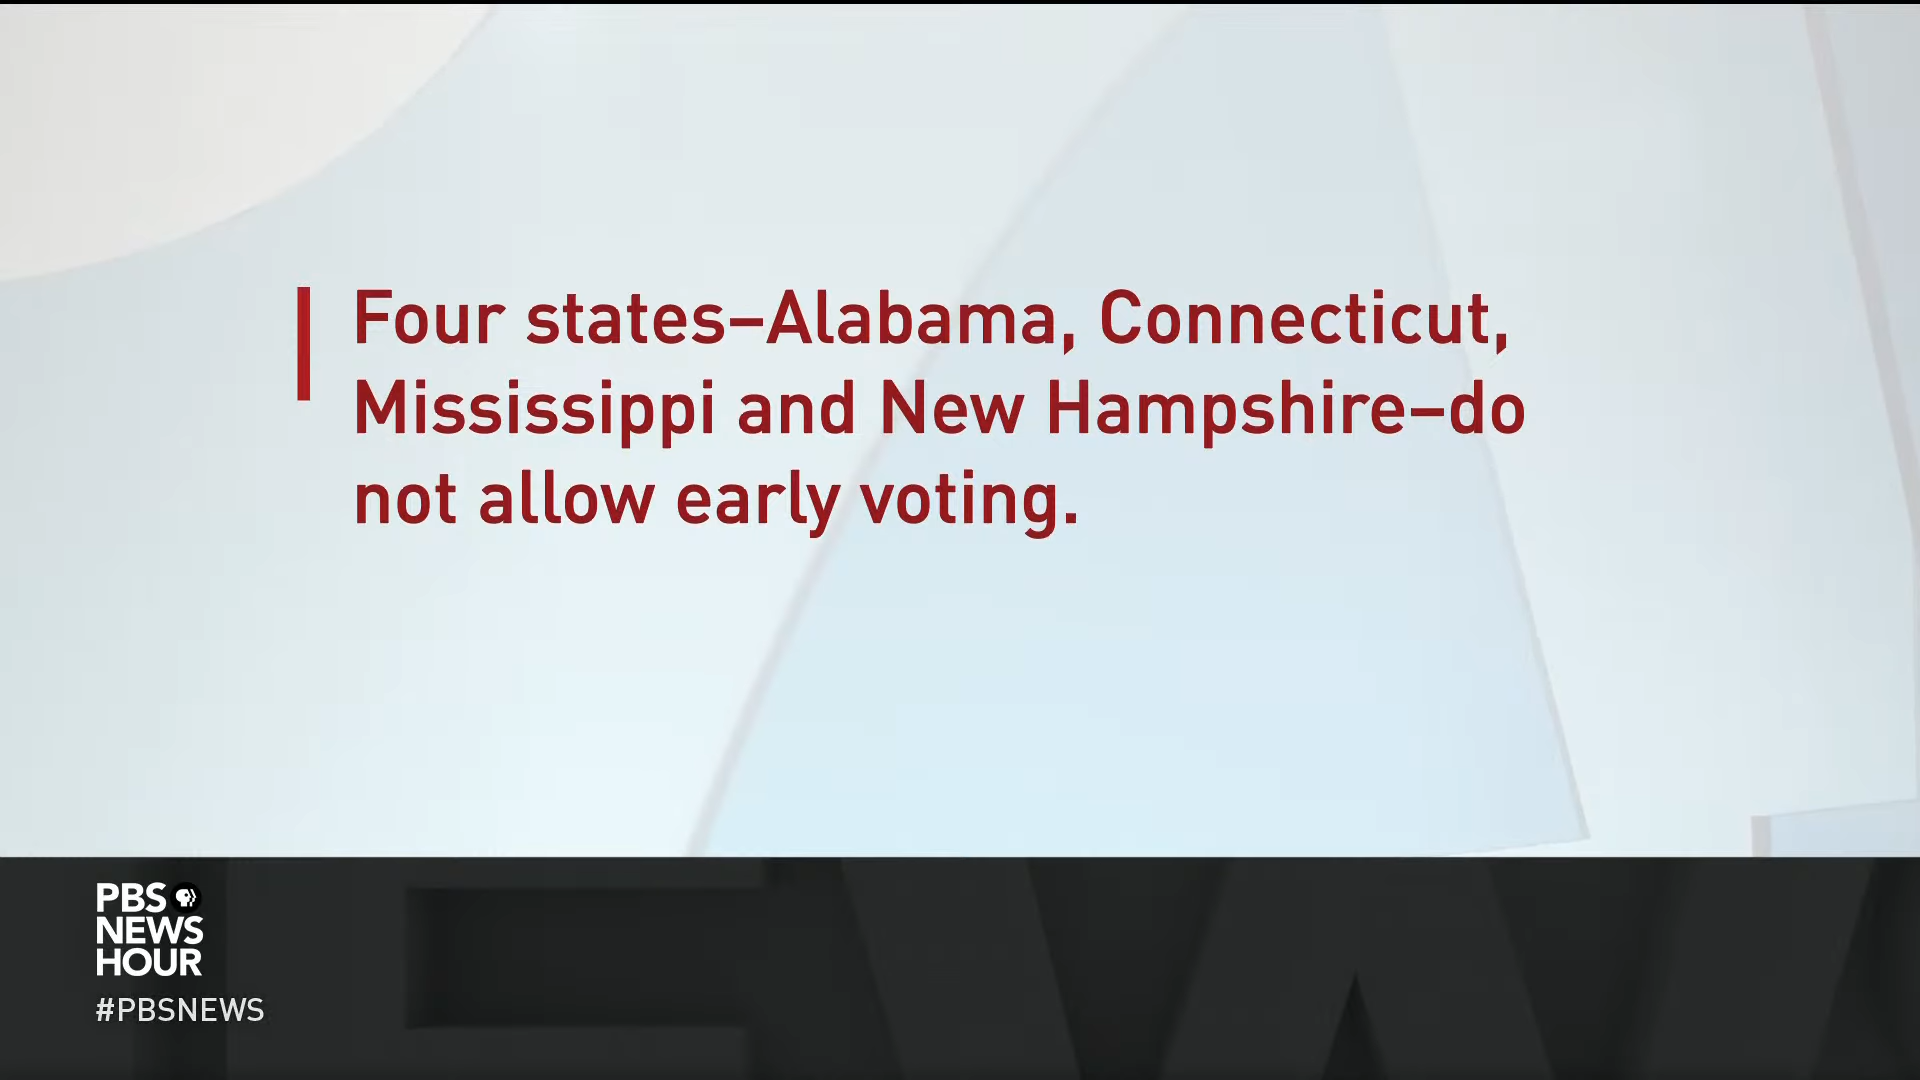 Four states–Alabama, Connecticut,
Mississippi and New Hampshire–do
not allow early voting.
PBS
NEWS
HOUR
#PBSNEWS